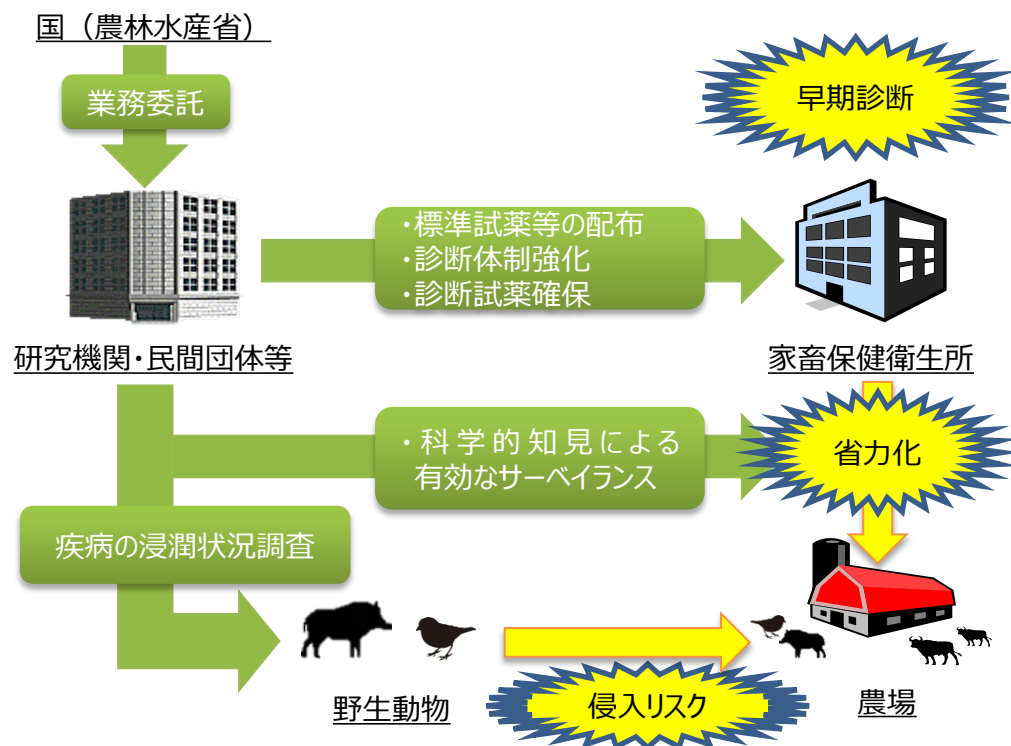 国（農林水産省）
業務委託
早期診断
・標準試薬等の配布
・診断体制強化
・診断試薬確保
研究機関・民間団体等
家畜保健衛生所
・科学的知見による
有効なサーベイランス
省力化
疾病の浸潤状況調査
野生動物
侵入リスク
農場